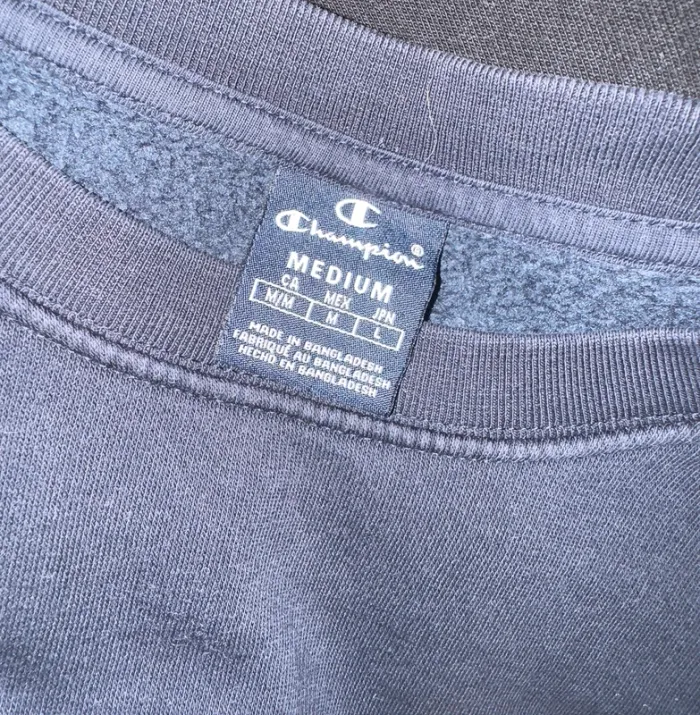 Champion®
MEDIUM
CA MEX JPN
M/M M L
MADE IN BANGLADESH
FABRIQUÉ AU BANGLADESH
HECHO EN BANGLADESH